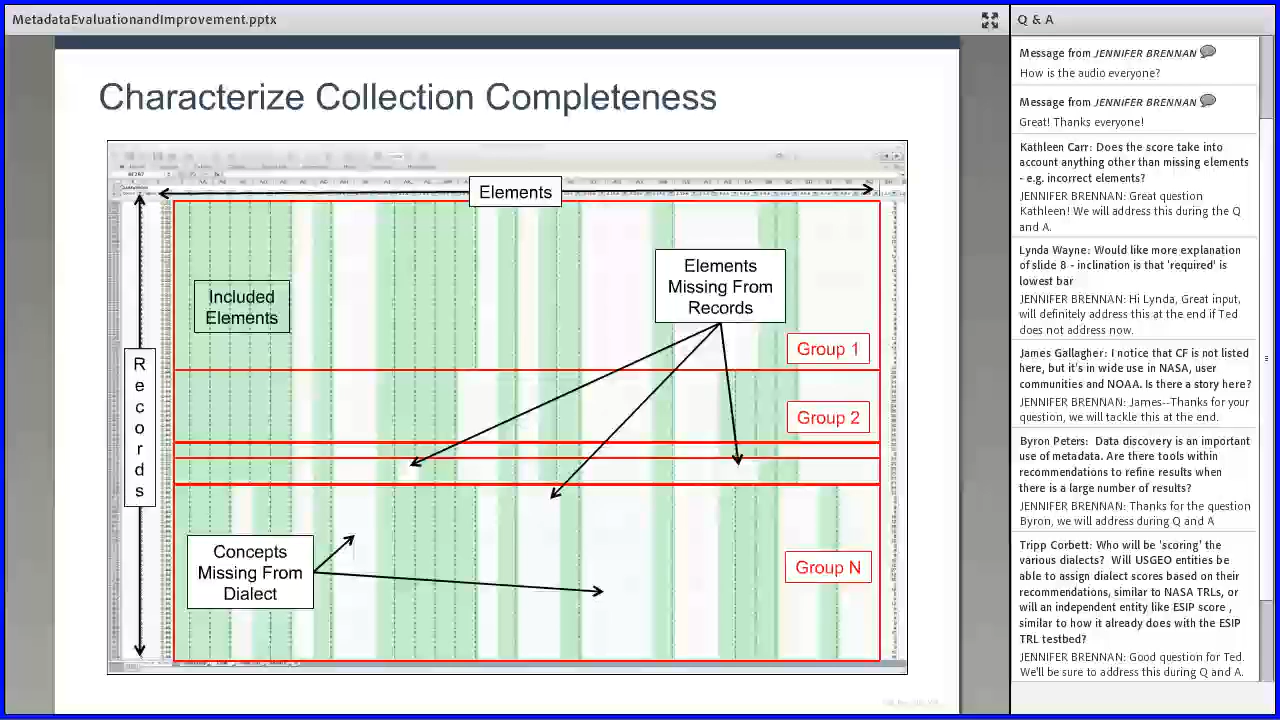 MetadataEvaluationandImprovement.pptx
Characterize Collection Completeness
Elements
Included
Elements
Elements
Missing From
Records
Group 1
Records
Group 2
Concepts
Missing From
Dialect
Group N
Q & A
Message from JENNIFER BRENNAN
How is the audio everyone?
Message from JENNIFER BRENNAN
Great! Thanks everyone!
Kathleen Carr: Does the score take into
account anything other than missing elements
- e.g. incorrect elements?
JENNIFER BRENNAN: Great question
Kathleen! We will address this during the Q
and A.
Lynda Wayne: Would like more explanation
of slide 8 - inclination is that 'required' is
lowest bar
JENNIFER BRENNAN: Hi Lynda, Great input,
will definitely address this at the end if Ted
does not address now.
James Gallagher: I notice that CF is not listed
here, but it's in wide use in NASA, user
communities and NOAA. Is there a story here?
JENNIFER BRENNAN: James--Thanks for your
question, we will tackle this at the end.
Byron Peters: Data discovery is an important
use of metadata. Are there tools within
recommendations to refine results when
there is a large number of results?
JENNIFER BRENNAN: Thanks for the question
Byron, we will address during Q and A
Tripp Corbett: Who will be 'scoring' the
various dialects? Will USGEO entities be
able to assign dialect scores based on their
recommendations, similar to NASA TRLs, or
will an independent entity like ESIP score ,
similar to how it already does with the ESIP
TRL testbed?
JENNIFER BRENNAN: Good question for Ted.
We'll be sure to address this during Q and A.